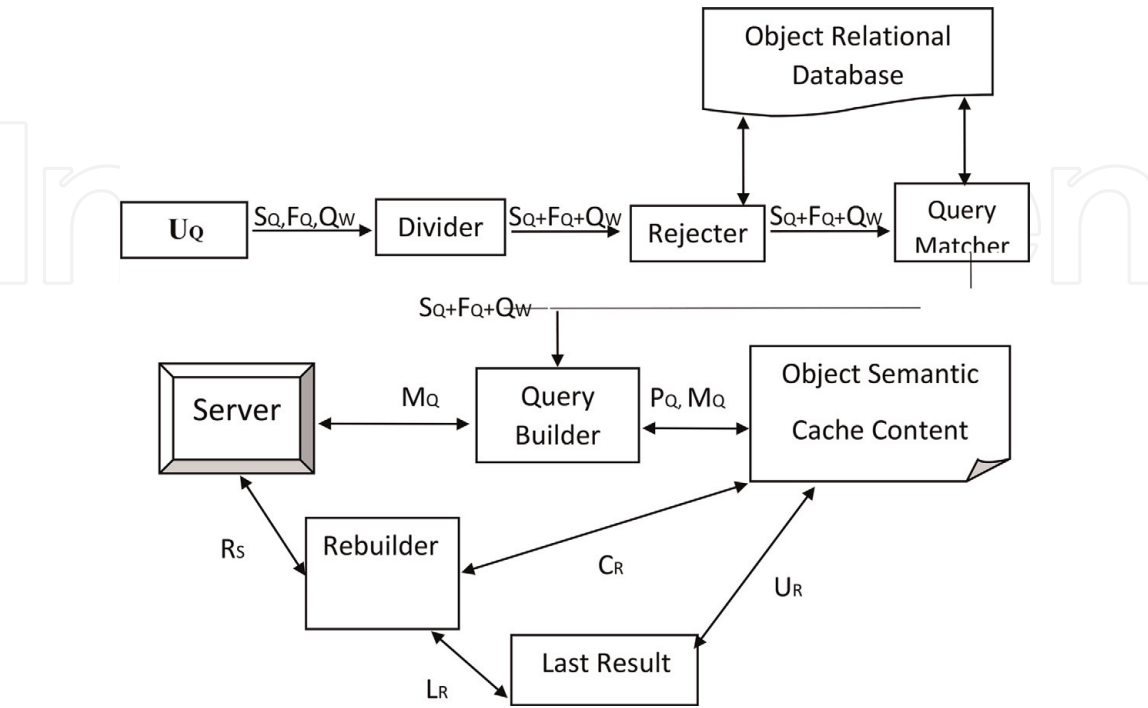 Object Relational
Database
UQ
SQ,FQ,QW
Divider
SQ+FQ+QW
Rejecter
SQ+FQ+QW
Query
Matcher
SQ+FQ+QW
Server
MQ
Query
Builder
PQ, MQ
Object Semantic
Cache Content
RS
Rebuilder
CR
UR
Last Result
LR